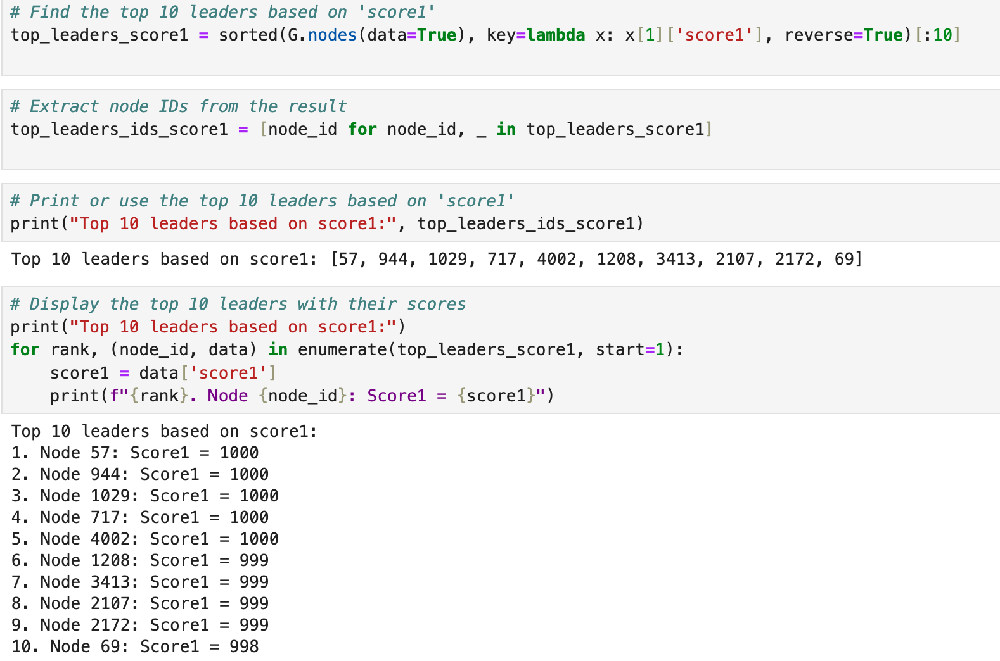 # Find the top 10 leaders based on 'score1'
top_leaders_score1 = sorted(G.nodes(data=True), key=lambda x: x[1]['score1'], reverse=True)[:10]
# Extract node IDs from the result
top_leaders_ids_score1 = [node_id for node_id, _ in top_leaders_score1]
# Print or use the top 10 leaders based on 'score1'
print("Top 10 leaders based on score1:", top_leaders_ids_score1)
Top 10 leaders based on score1: [57, 944, 1029, 717, 4002, 1208, 3413, 2107, 2172, 69]
# Display the top 10 leaders with their scores
print("Top 10 leaders based on score1:")
for rank, (node_id, data) in enumerate(top_leaders_score1, start=1):
    score1 = data['score1']
    print(f"{rank}. Node {node_id}: Score1 = {score1}")
Top 10 leaders based on score1:
1. Node 57: Score1 = 1000
2. Node 944: Score1 = 1000
3. Node 1029: Score1 = 1000
4. Node 717: Score1 = 1000
5. Node 4002: Score1 = 1000
6. Node 1208: Score1 = 999
7. Node 3413: Score1 = 999
8. Node 2107: Score1 = 999
9. Node 2172: Score1 = 999
10. Node 69: Score1 = 998